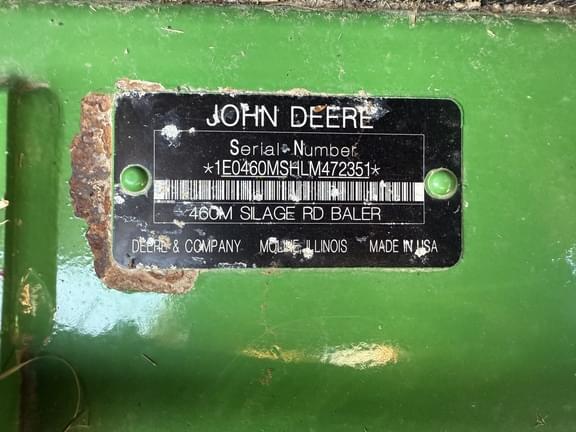 JOHN DEERE
Serial Number
*1E0460MSHLM472351*
460M SILAGE RD BALER
DEERE & COMPANY MOLINE, ILLINOIS MADE IN USA